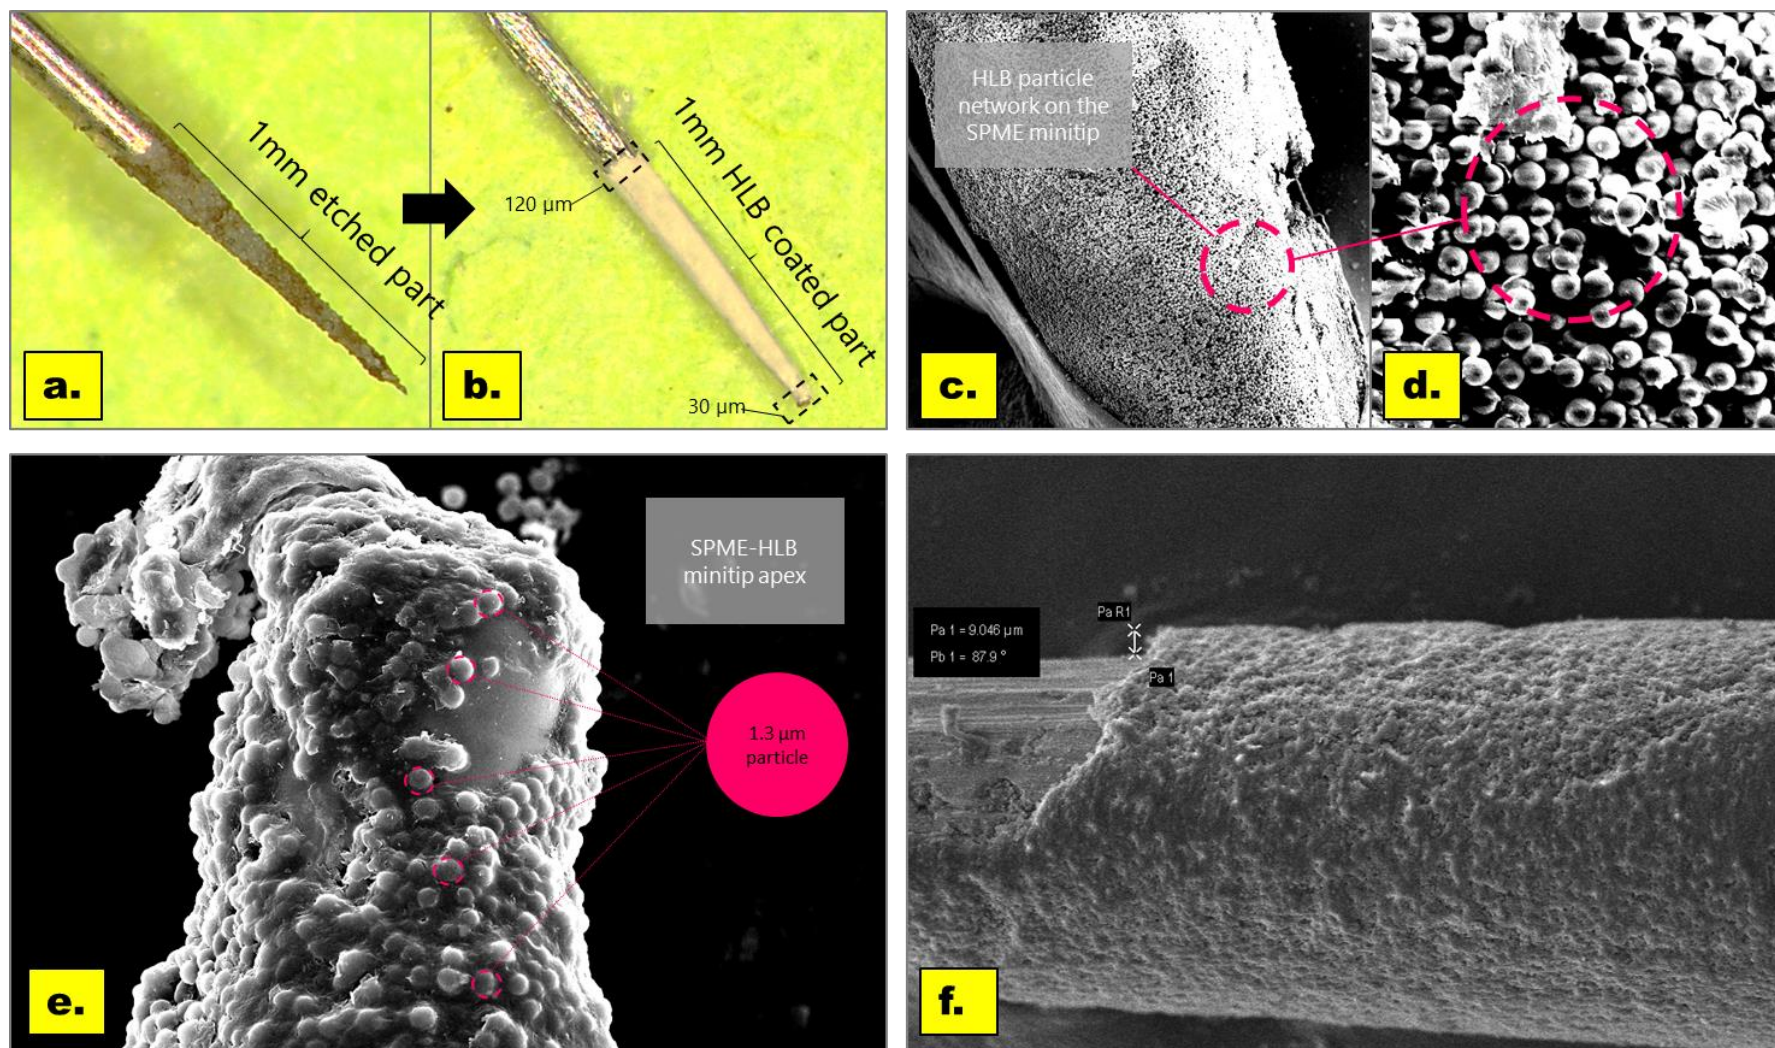 1mm etched part
a.
1mm HLB coated part
120 µm
30 µm
b.
HLB particle
network on the
SPME minitip
c.
d.
SPME-HLB
minitip apex
1.3 µm
particle
e.
Pa R1
Pa 1 = 9.046 µm
Pb 1 = 87.9 °
Pa 1
f.